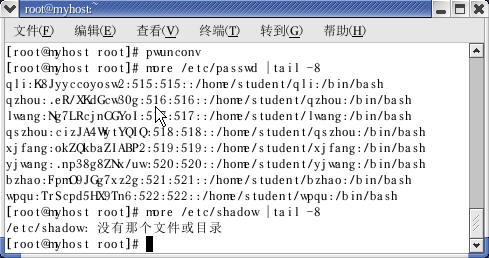 root@myhost:~
文件(F) 编辑(E) 查看(V) 终端(T) 转到(G) 帮助(H)
[root@myhost root]# pwunconv
[root@myhost root]# more /etc/passwd |tail -8
qli:K8Jyyccoyosw2:515:515::/home/student/qli:/bin/bash
qzhou:.eR/XKdGcw30g:516:516::/home/student/qzhou:/bin/bash
lwang:Ng7LRcjnCGYoI:517:517::/home/student/lwang:/bin/bash
qszhou:cizJA4WytYQIQ:518:518::/home/student/qszhou:/bin/bash
xjfang:okZQkbaZIABP2:519:519::/home/student/xjfang:/bin/bash
yjwang:.np38g8ZNx/uw:520:520::/home/student/yjwang:/bin/bash
bzhao:FpmO9JGg7xz2g:521:521::/home/student/bzhao:/bin/bash
wpqu:TrScpd5HX9Tn6:522:522::/home/student/wpqu:/bin/bash
[root@myhost root]# more /etc/shadow |tail -8
/etc/shadow: 没有那个文件或目录
[root@myhost root]#